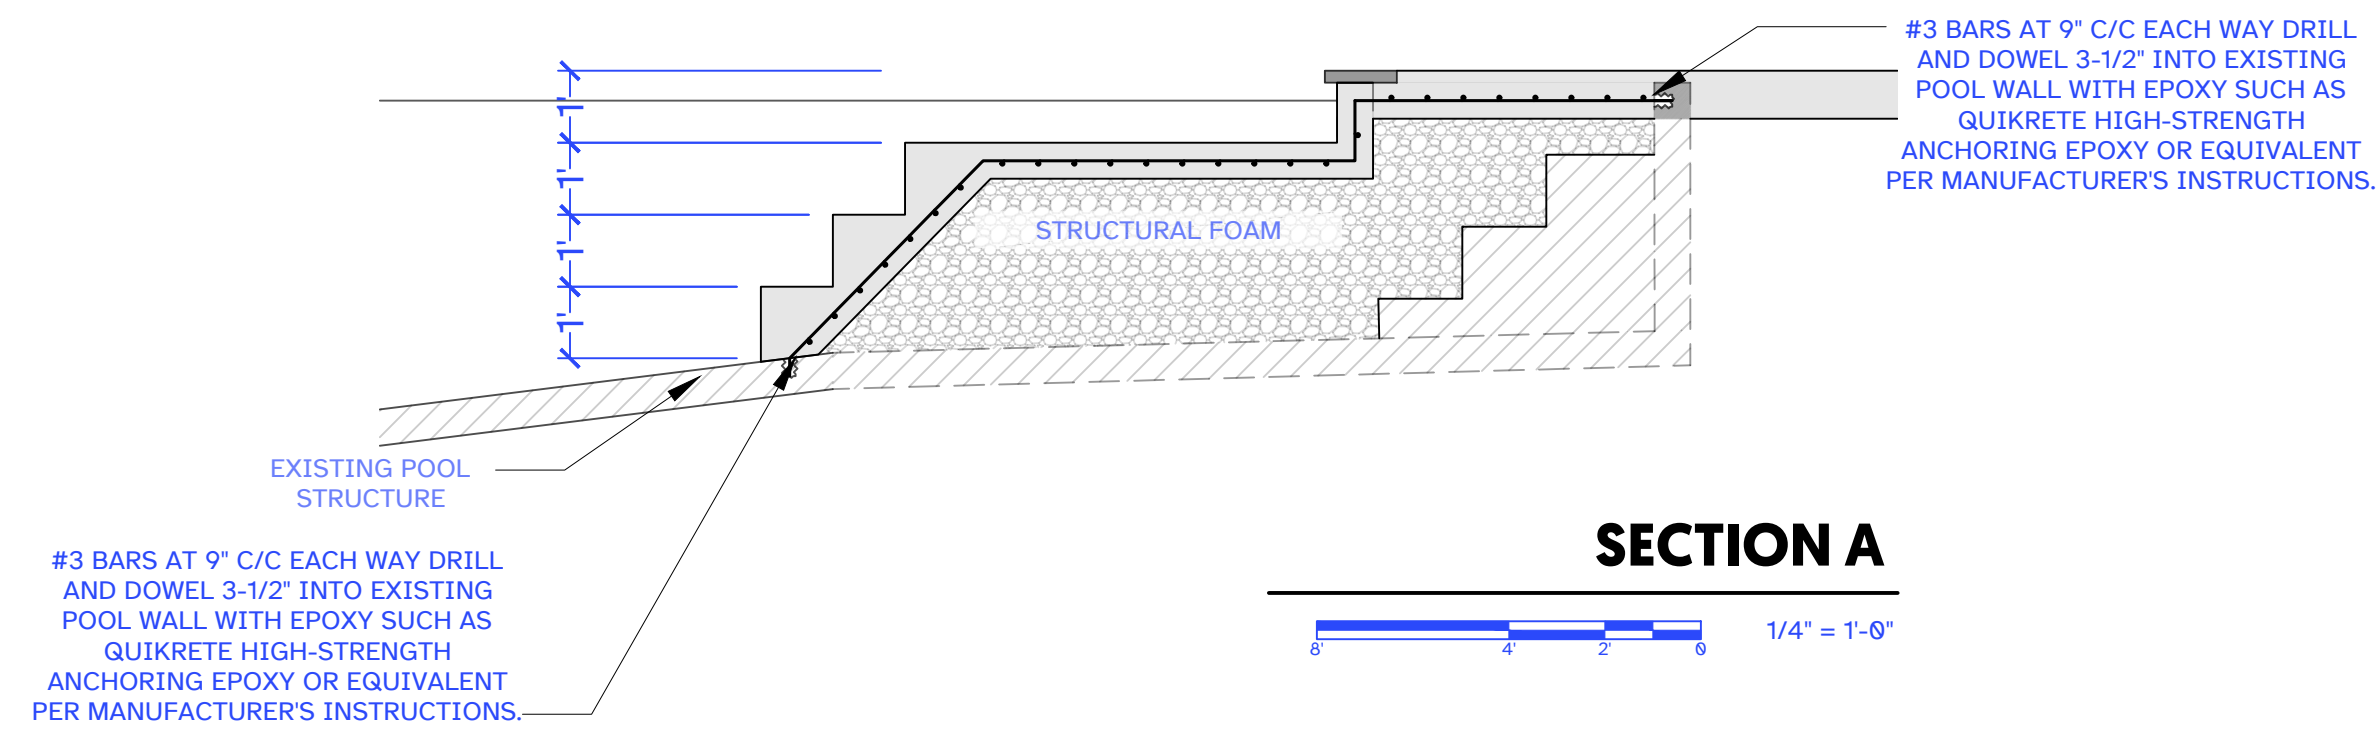 #3 BARS AT 9" C/C EACH WAY DRILL
AND DOWEL 3-1/2" INTO EXISTING
POOL WALL WITH EPOXY SUCH AS
QUIKRETE HIGH-STRENGTH
ANCHORING EPOXY OR EQUIVALENT
PER MANUFACTURER'S INSTRUCTIONS.
1'
1'
1'
1'
STRUCTURAL FOAM
EXISTING POOL
STRUCTURE
#3 BARS AT 9" C/C EACH WAY DRILL
AND DOWEL 3-1/2" INTO EXISTING
POOL WALL WITH EPOXY SUCH AS
QUIKRETE HIGH-STRENGTH
ANCHORING EPOXY OR EQUIVALENT
PER MANUFACTURER'S INSTRUCTIONS.
SECTION A
8' 4' 2' 0
1/4" = 1'-0"